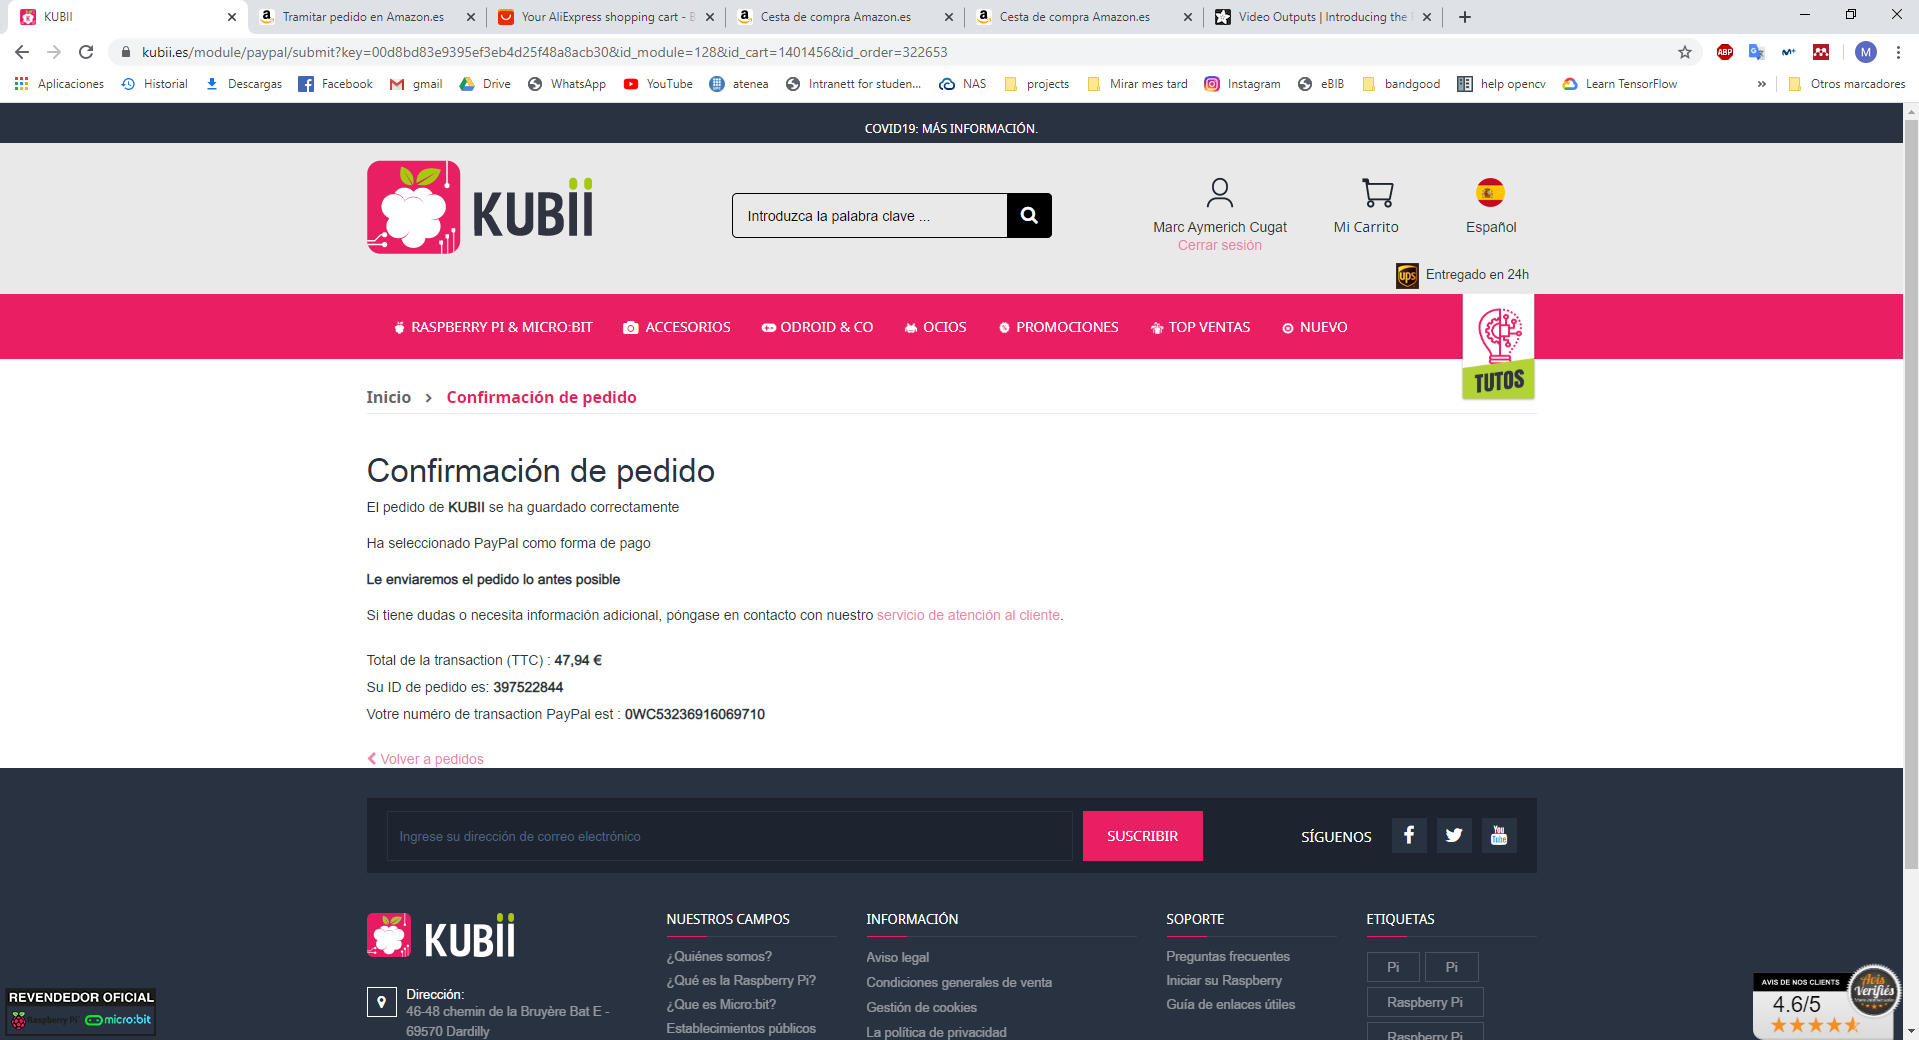 KUBII
Tramitar pedido en Amazon.es
Your AliExpress shopping cart - B
Cesta de compra Amazon.es
Cesta de compra Amazon.es
Video Outputs | Introducing the
kubii.es/module/paypal/submit?key=00d8bd83e9395ef3eb4d25f48a8acb30&id_module=128&id_cart=1401456&id_order=322653
ABP
M
Aplicaciones
Historial
Descargas
Facebook
gmail
Drive
WhatsApp
YouTube
atenea
Intranett for studen...
NAS
projects
Mirar mes tard
Instagram
eBIB
bandgood
help opencv
Learn TensorFlow
»
Otros marcadores
COVID19: MÁS INFORMACIÓN.
KUBII
Introduzca la palabra clave ...
Marc Aymerich Cugat
Cerrar sesión
Mi Carrito
Español
ups
Entregado en 24h
RASPBERRY PI & MICRO:BIT
ACCESORIOS
ODROID & CO
OCIOS
PROMOCIONES
TOP VENTAS
NUEVO
TUTOS
Inicio > Confirmación de pedido
Confirmación de pedido
El pedido de KUBII se ha guardado correctamente
Ha seleccionado PayPal como forma de pago
Le enviaremos el pedido lo antes posible
Si tiene dudas o necesita información adicional, póngase en contacto con nuestro servicio de atención al cliente.
Total de la transaction (TTC) : 47,94 €
Su ID de pedido es: 397522844
Votre numéro de transaction PayPal est : 0WC53236916069710
Volver a pedidos
Ingrese su dirección de correo electrónico
SUSCRIBIR
SÍGUENOS
You Tube
KUBII
Dirección:
46-48 chemin de la Bruyère Bat E -
69570 Dardilly
NUESTROS CAMPOS
¿Quiénes somos?
¿Qué es la Raspberry Pi?
¿Que es Micro:bit?
Establecimientos públicos
INFORMACIÓN
Aviso legal
Condiciones generales de venta
Gestión de cookies
La política de privacidad
SOPORTE
Preguntas frecuentes
Iniciar su Raspberry
Guía de enlaces útiles
ETIQUETAS
Pi
Pi
Raspberry Pi
Raspberry Pi
REVENDEDOR OFICIAL
Raspberry Pi
micro:bit
AVIS DE NOS CLIENTS
4.6/5
Avis Vérifiés